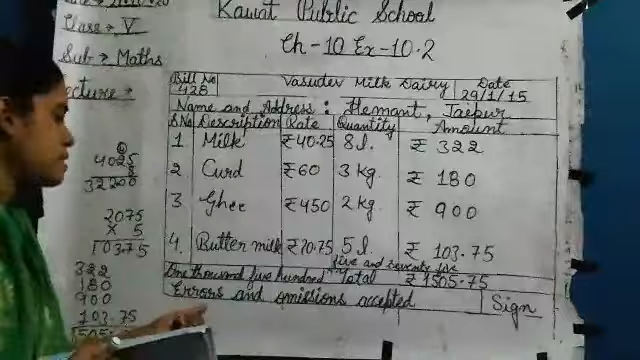 Kawat Public School
Class → V
Ch-10 Ex-10.2
Sub → Maths
Bill No 428 Vasudev Milk Dairy Date 29/1/15
Name and Address : Hemant, Jaipur
S.No Description Rate Quantity Amount
1 Milk ₹40.25 8l. ₹ 322
2. Curd ₹60 3 kg. ₹ 180
3. Ghee ₹450 2 kg. ₹ 900
4. Butter milk ₹20.75 5 l. ₹ 103.75
five and seventy five
One thousand five hundred Total ₹ 1505.75
Errors and omissions accepted Sign
4025
8
32200
2075
× 5
10375
322
180
900
103.75